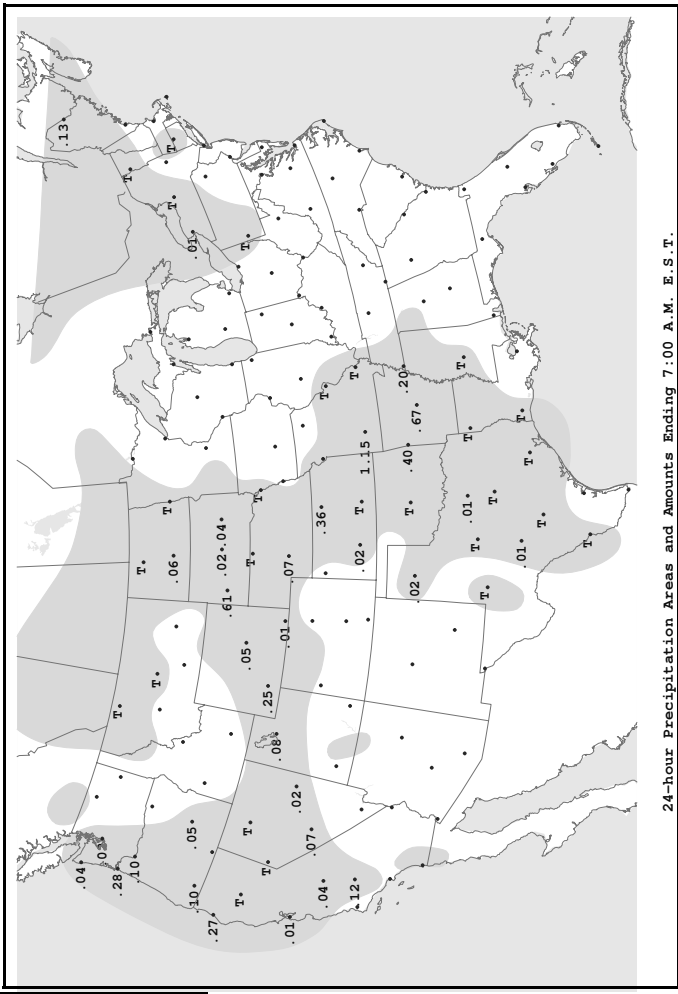 .13
.04
.03
.28
T
T
.10
T
T
T
T
T
.06
.05
.01
.10
.27
.02
.04
.61
T
T
.05
T
T
T
T
.25
.08
.01
.07
.01
.02
.07
.36
.04
T
.12
T
T
.02
1.15
.20
.40
T
.02
.67
T
.01
T
T
T
T
.01
T
T
T
T
24-hour Precipitation Areas and Amounts Ending 7:00 A.M. E.S.T.